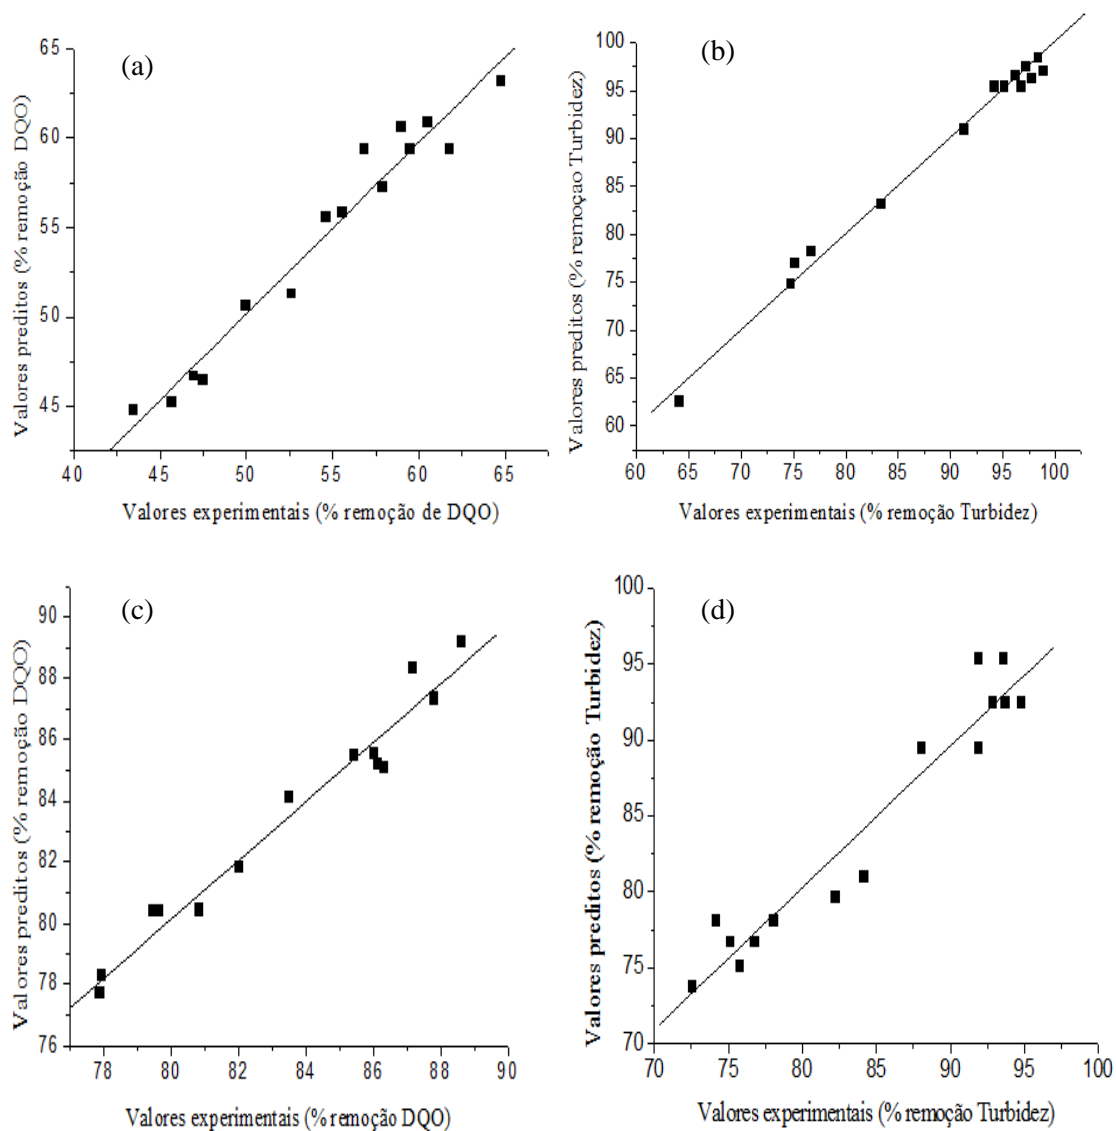 (a)
Valores preditos (% remoção DQO)
65
60
55
50
45
40 45 50 55 60 65
Valores experimentais (% remoção de DQO)
(b)
Valores preditos (% remoçao Turbidez)
100
95
90
85
80
75
70
65
60
60 65 70 75 80 85 90 95 100
Valores experimentais (% remoção Turbidez)
(c)
Valores preditos (% remoção DQO)
90
88
86
84
82
80
78
76
78 80 82 84 86 88 90
Valores experimentais (% remoção DQO)
(d)
Valores preditos (% remoção Turbidez)
100
95
90
85
80
75
70
70 75 80 85 90 95 100
Valores experimentais (% remoção Turbidez)